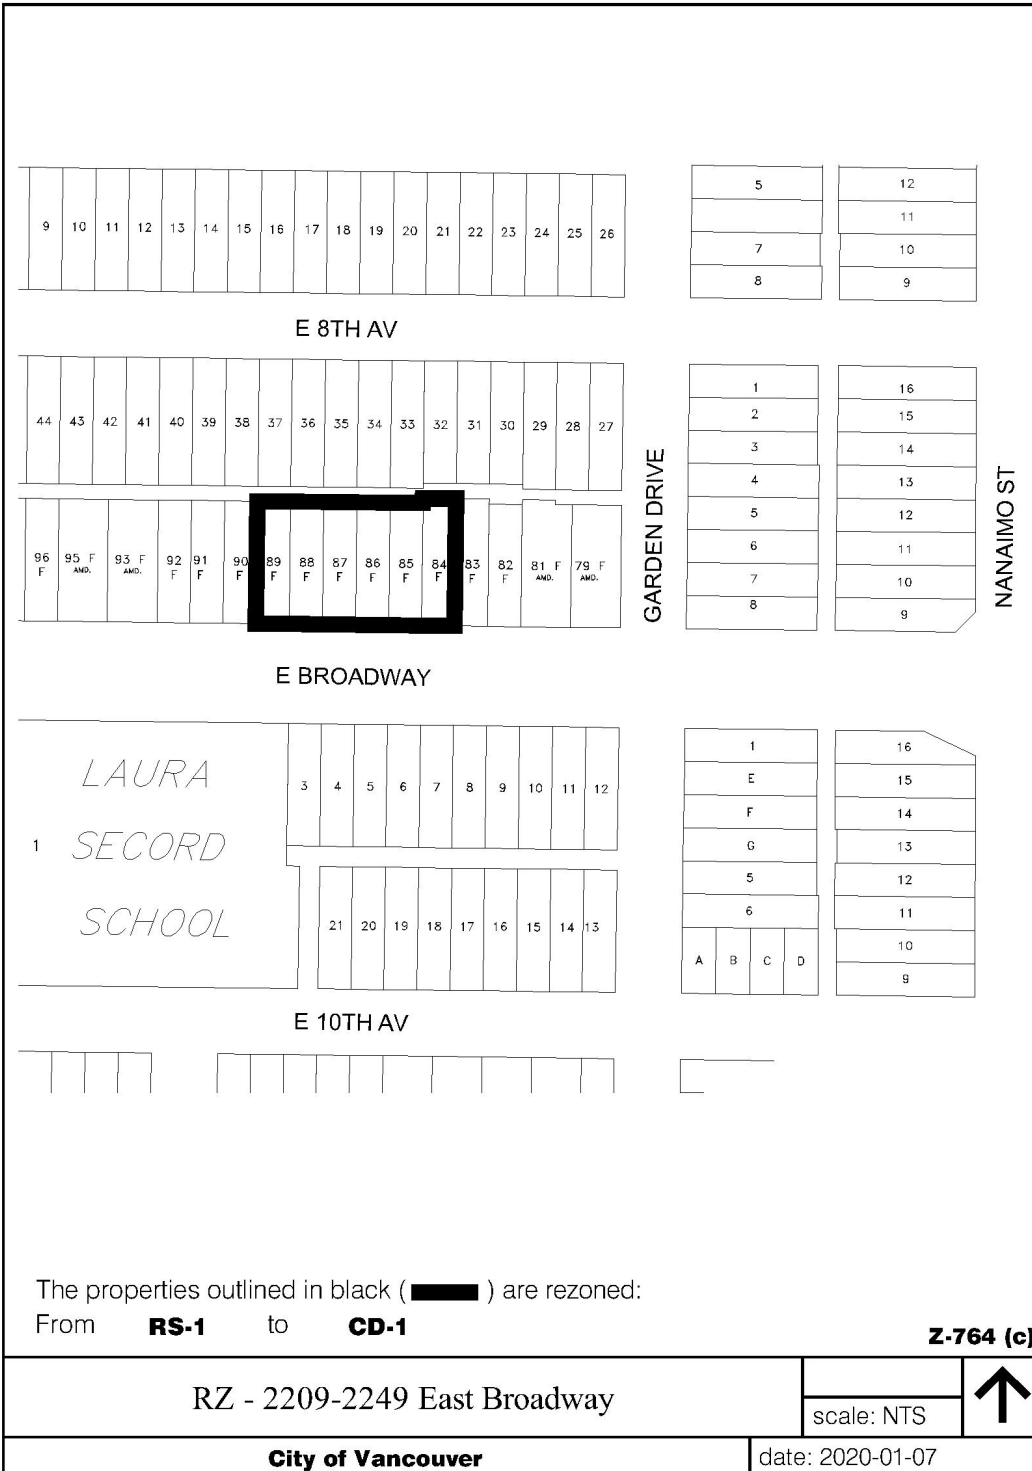 9 10 11 12 13 14 15 16 17 18 19 20 21 22 23 24 25 26
5
7
8
12
11
10
9
E 8TH AV
44 43 42 41 40 39 38 37 36 35 34 33 32 31 30 29 28 27
96 F
95 F AMD.
93 F AMD.
92 F
91 F
90 F
89 F
88 F
87 F
86 F
85 F
84 F
83 F
82 F
81 F AMD.
79 F AMD.
GARDEN DRIVE
1
2
3
4
5
6
7
8
16
15
14
13
12
11
10
9
NANAIMO ST
E BROADWAY
1
LAURA
SECORD
SCHOOL
3 4 5 6 7 8 9 10 11 12
21 20 19 18 17 16 15 14 13
1
E
F
G
5
6
A B C D
16
15
14
13
12
11
10
9
E 10TH AV
The properties outlined in black ( ) are rezoned:
From RS-1 to CD-1
Z-764 (c)
RZ - 2209-2249 East Broadway
scale: NTS
City of Vancouver
date: 2020-01-07